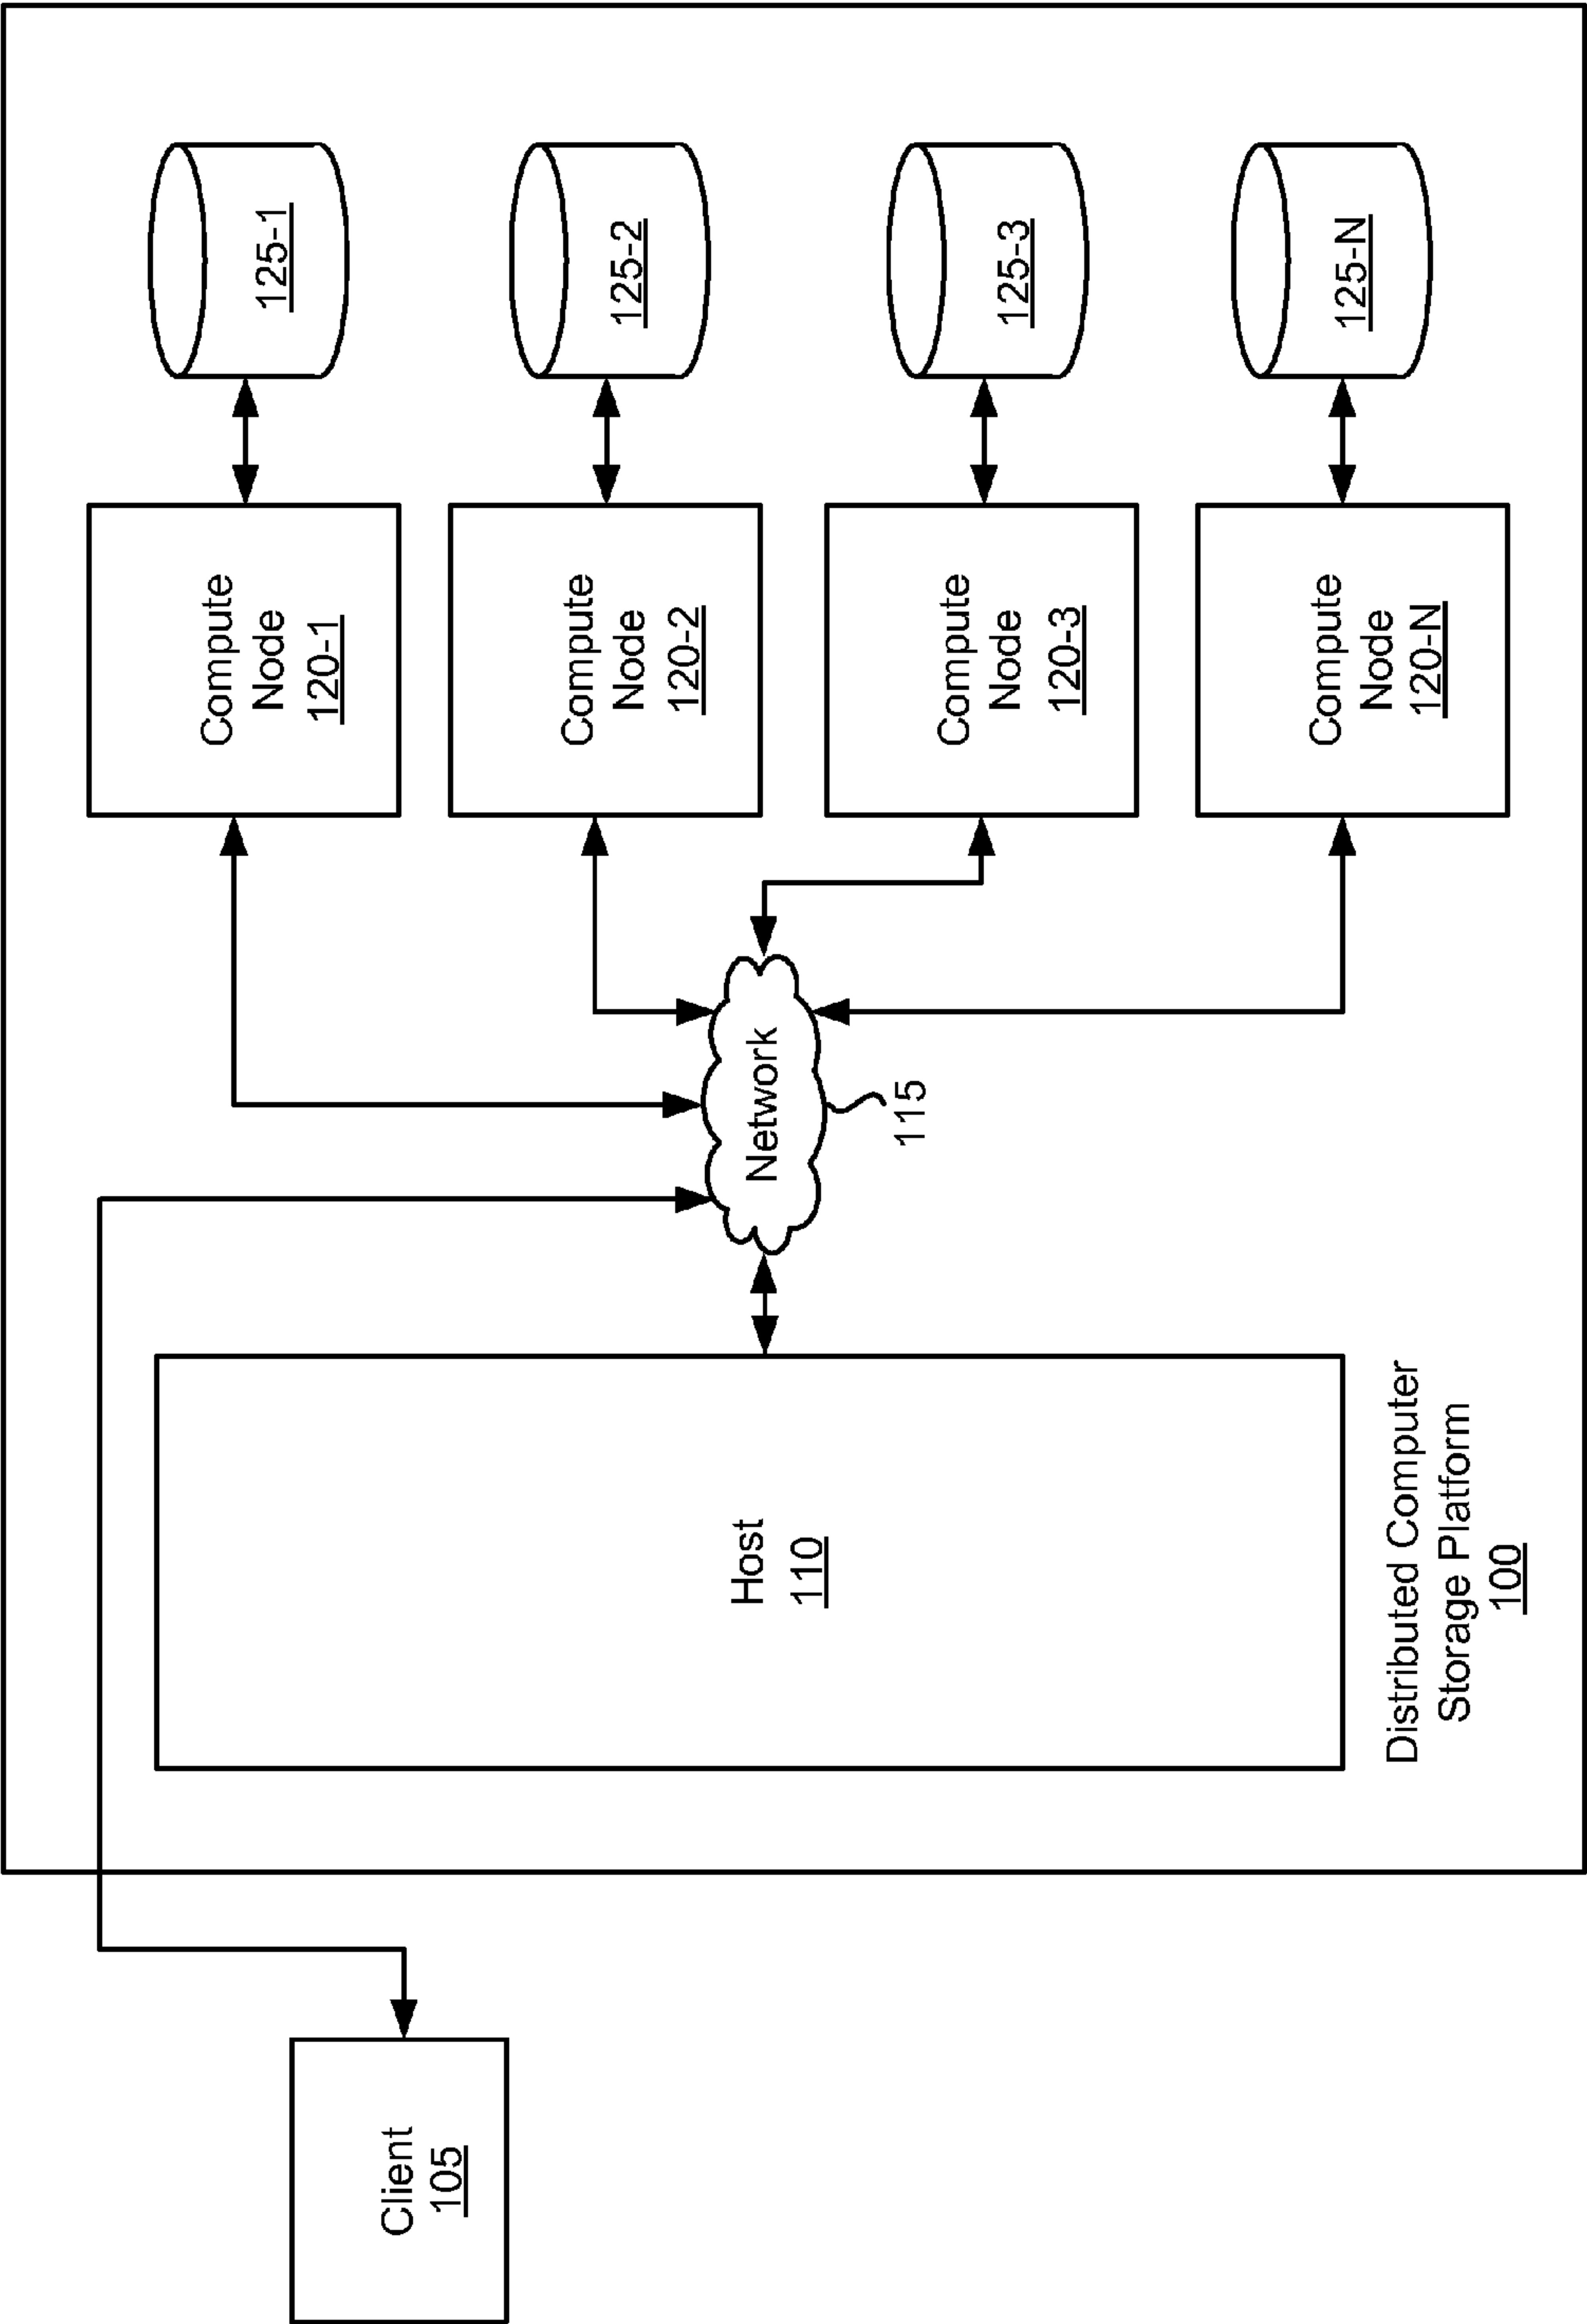 Client
105
Host
110
Distributed Computer
Storage Platform
100
Network
115
Compute
Node
120-1
125-1
Compute
Node
120-2
125-2
Compute
Node
120-3
125-3
Compute
Node
120-N
125-N